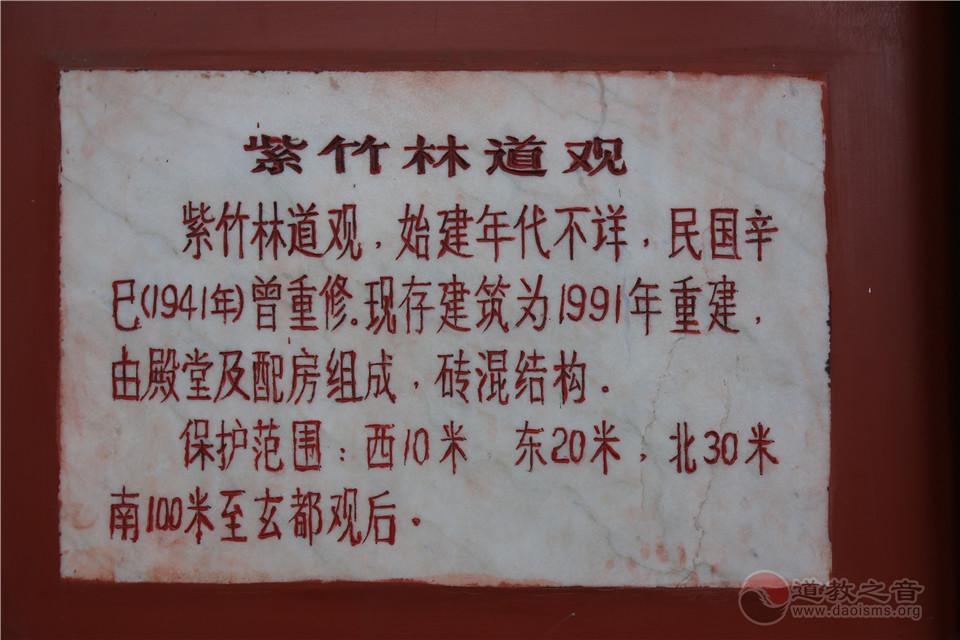 紫竹林道观
紫竹林道观，始建年代不详，民国辛
巳(1941年)曾重修。现存建筑为1991年重建，
由殿堂及配房组成，砖混结构。
保护范围：西10米 东20米，北30米
南100米至玄都观后。
道教之音
www.daoisms.org